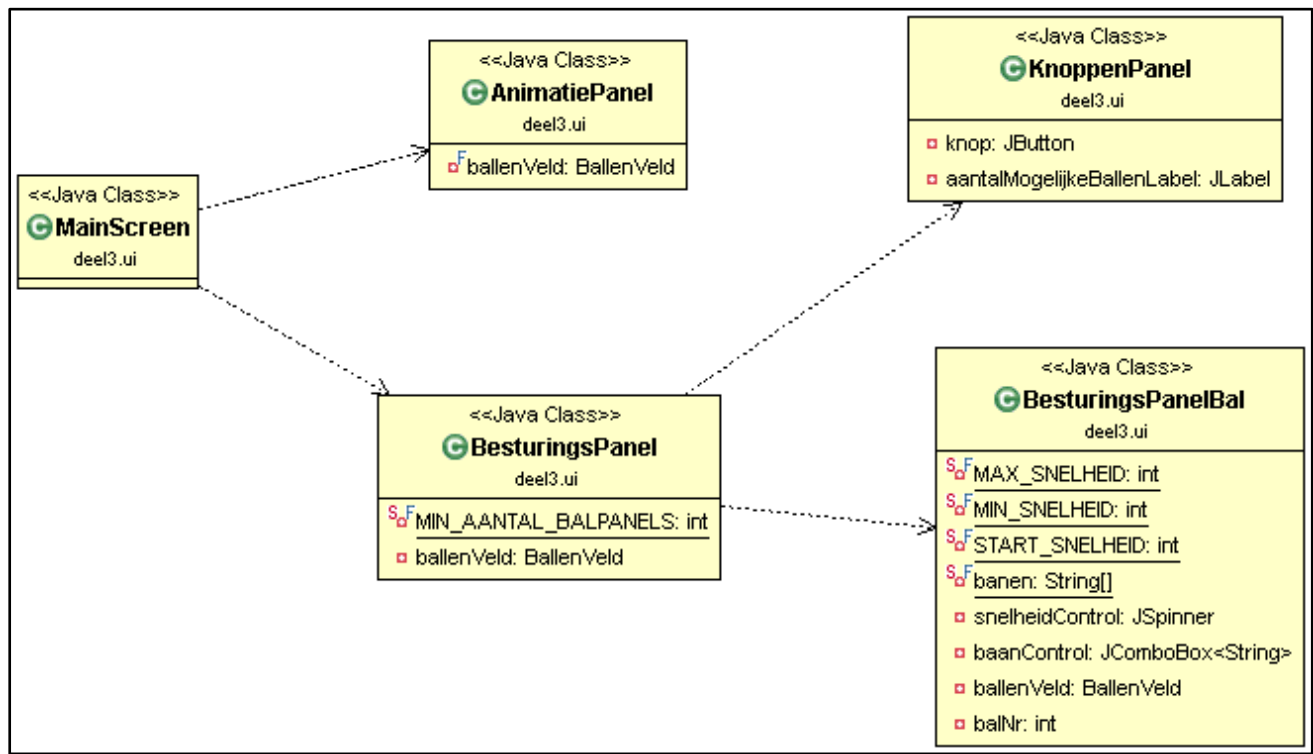 <<Java Class>>
MainScreen
deel3.ui
<<Java Class>>
AnimatiePanel
deel3.ui
ballenVeld: BallenVeld
<<Java Class>>
KnoppenPanel
deel3.ui
knop: JButton
aantalMogelijkeBallenLabel: JLabel
<<Java Class>>
BesturingsPanel
deel3.ui
MIN_AANTAL_BALPANELS: int
ballenVeld: BallenVeld
<<Java Class>>
BesturingsPanelBal
deel3.ui
MAX_SNELHEID: int
MIN_SNELHEID: int
START_SNELHEID: int
banen: String[]
snelheidControl: JSpinner
baanControl: JComboBox<String>
ballenVeld: BallenVeld
balNr: int